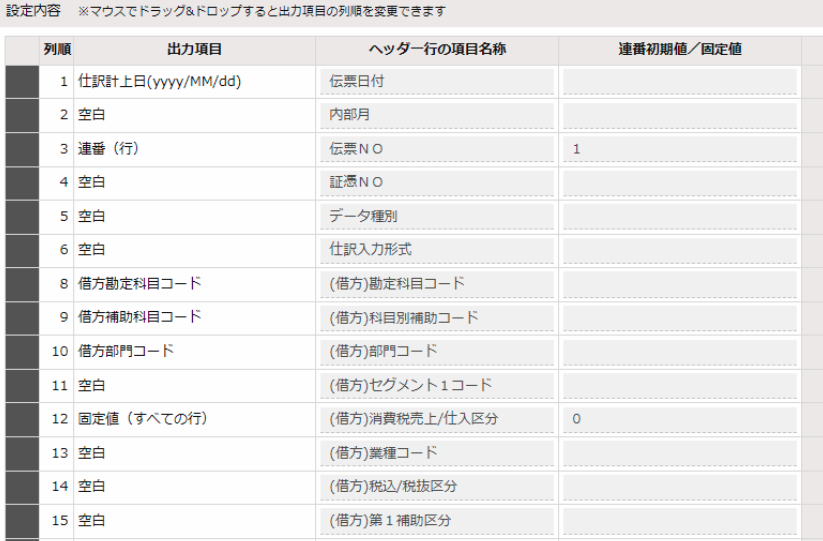 設定内容 ※マウスでドラッグ&ドロップすると出力項目の列順を変更できます
列順 出力項目 ヘッダー行の項目名称 連番初期値／固定値
1 仕訳計上日(yyyy/MM/dd) 伝票日付
2 空白 内部月
3 連番（行） 伝票ＮＯ 1
4 空白 証憑ＮＯ
5 空白 データ種別
6 空白 仕訳入力形式
8 借方勘定科目コード (借方)勘定科目コード
9 借方補助科目コード (借方)科目別補助コード
10 借方部門コード (借方)部門コード
11 空白 (借方)セグメント１コード
12 固定値（すべての行） (借方)消費税売上/仕入区分 0
13 空白 (借方)業種コード
14 空白 (借方)税込/税抜区分
15 空白 (借方)第１補助区分